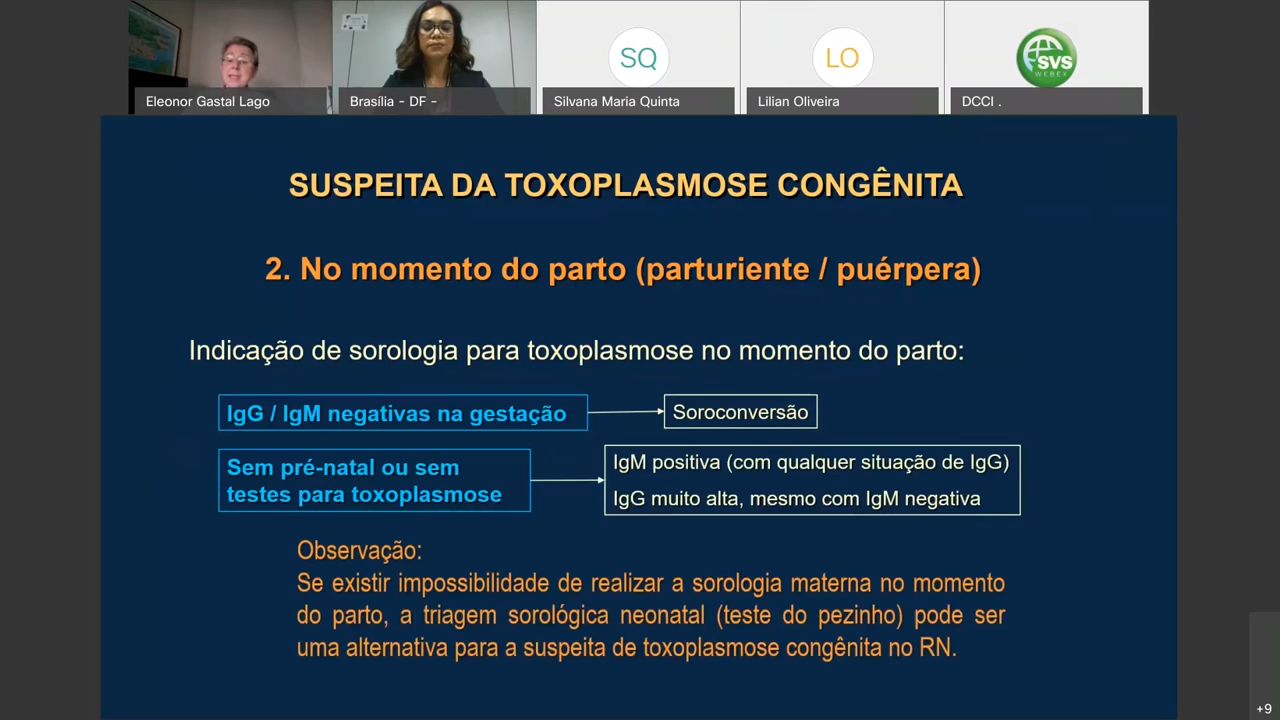 Eleonor Gastal Lago
Brasília - DF -
SQ
Silvana Maria Quinta
LO
Lilian Oliveira
svs
WEBEX
DCCI .
SUSPEITA DA TOXOPLASMOSE CONGÊNITA
2. No momento do parto (parturiente / puérpera)
Indicação de sorologia para toxoplasmose no momento do parto:
IgG / IgM negativas na gestação
Soroconversão
Sem pré-natal ou sem
testes para toxoplasmose
IgM positiva (com qualquer situação de IgG)
IgG muito alta, mesmo com IgM negativa
Observação:
Se existir impossibilidade de realizar a sorologia materna no momento
do parto, a triagem sorológica neonatal (teste do pezinho) pode ser
uma alternativa para a suspeita de toxoplasmose congênita no RN.
+9